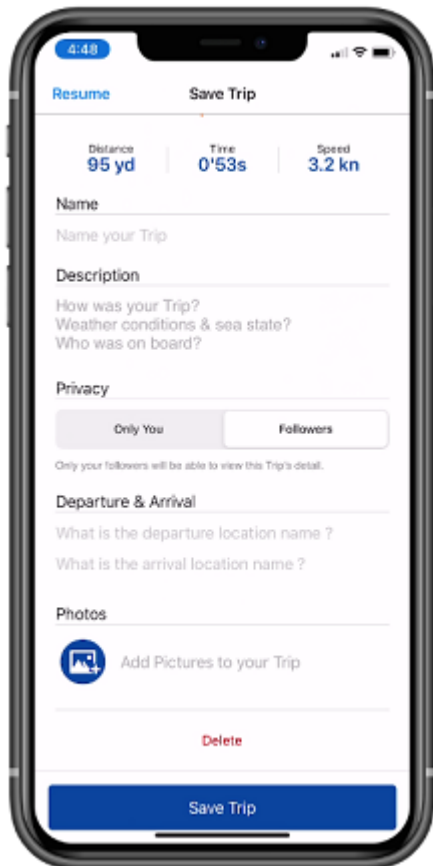 4:48
Resume Save Trip
Distance Time Speed
95 yd 0'53s 3.2 kn
Name
Name your Trip
Description
How was your Trip?
Weather conditions & sea state?
Who was on board?
Privacy
Only You Followers
Only your followers will be able to view this Trip's detail.
Departure & Arrival
What is the departure location name ?
What is the arrival location name ?
Photos
Add Pictures to your Trip
Delete
Save Trip